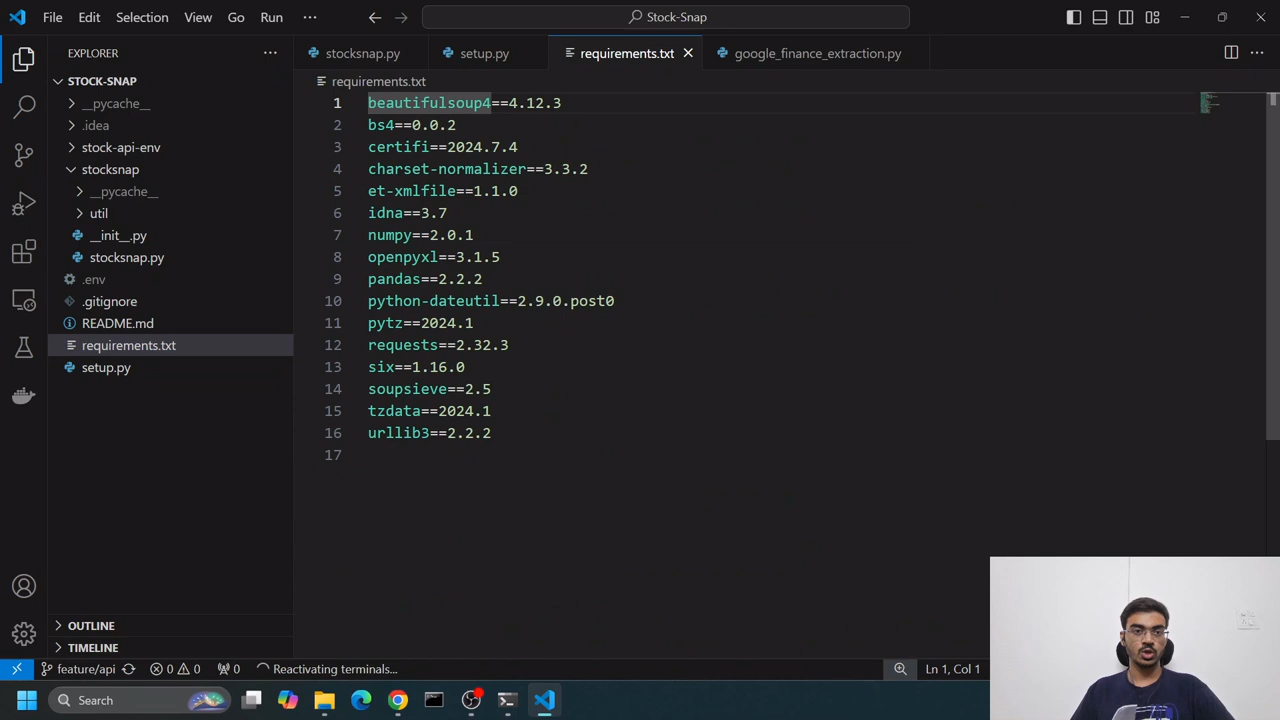 File Edit Selection View Go Run ··· Stock-Snap
EXPLORER ···
stocksnap.py setup.py requirements.txt google_finance_extraction.py
STOCK-SNAP
__pycache__
.idea
stock-api-env
stocksnap
__pycache__
util
__init__.py
stocksnap.py
.env
.gitignore
README.md
requirements.txt
setup.py
OUTLINE
TIMELINE
requirements.txt
1 beautifulsoup4==4.12.3
2 bs4==0.0.2
3 certifi==2024.7.4
4 charset-normalizer==3.3.2
5 et-xmlfile==1.1.0
6 idna==3.7
7 numpy==2.0.1
8 openpyxl==3.1.5
9 pandas==2.2.2
10 python-dateutil==2.9.0.post0
11 pytz==2024.1
12 requests==2.32.3
13 six==1.16.0
14 soupsieve==2.5
15 tzdata==2024.1
16 urllib3==2.2.2
17
feature/api 0 0 0 Reactivating terminals... Ln 1, Col 1
Search